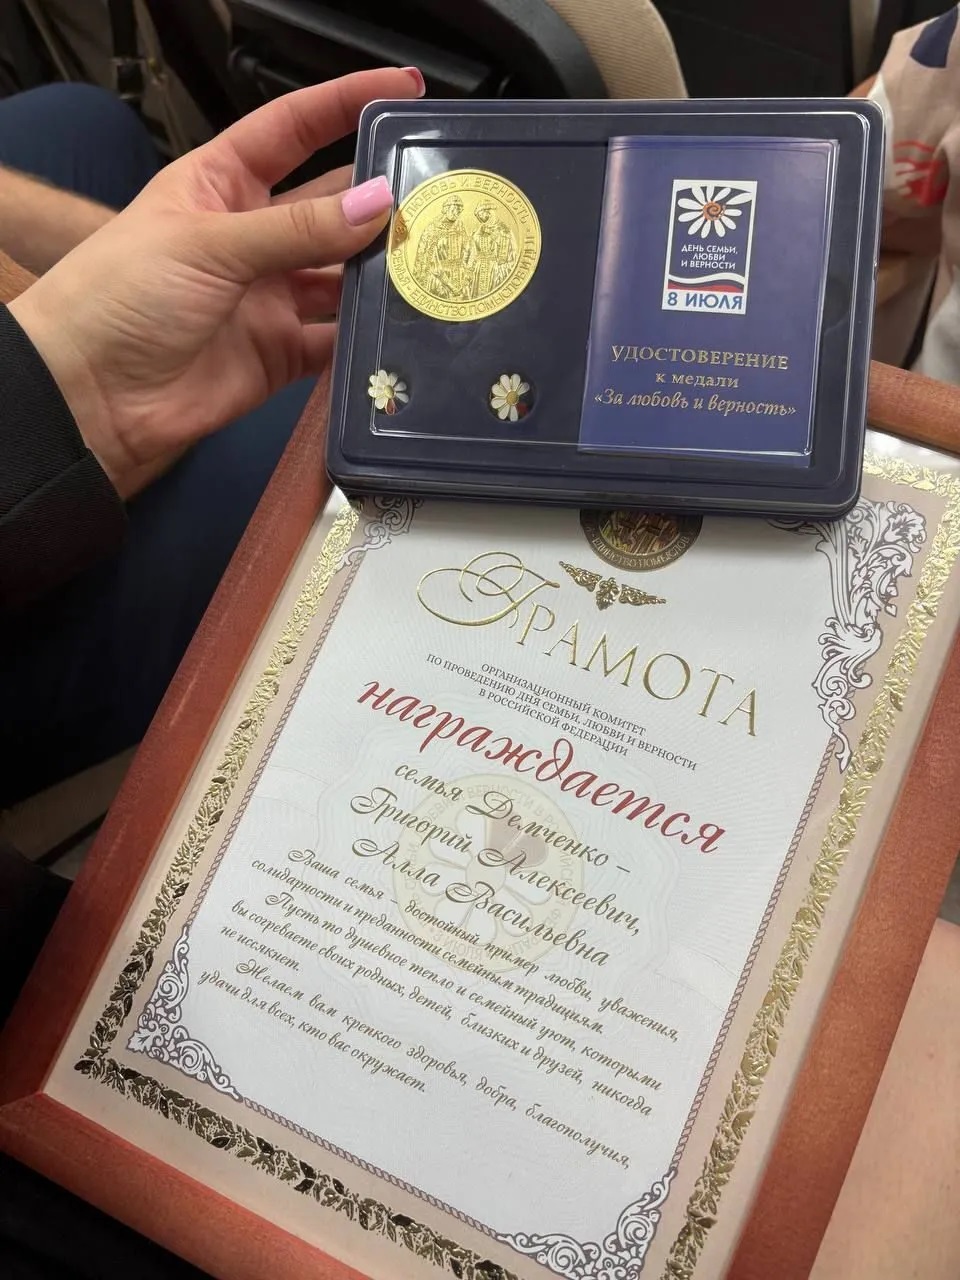 ЛЮБОВЬ И ВЕРНОСТЬ
СЕМЬИ · ЕДИНСТВО ПОМЫСЛОВ
ДЕНЬ СЕМЬИ,
ЛЮБВИ
И ВЕРНОСТИ
8 ИЮЛЯ
УДОСТОВЕРЕНИЕ
к медали
«За любовь и верность»
ЕДИНСТВО ПОМЫСЛОВ
ГРАМОТА
ОРГАНИЗАЦИОННЫЙ КОМИТЕТ
ПО ПРОВЕДЕНИЮ ДНЯ СЕМЬИ, ЛЮБВИ И ВЕРНОСТИ
В РОССИЙСКОЙ ФЕДЕРАЦИИ
награждается
семья Демченко –
Григорий Алексеевич,
Алла Васильевна
Ваша семья – достойный пример любви, уважения,
солидарности и преданности семейным традициям.
Пусть то душевное тепло и семейный уют, которыми
вы согреваете своих родных, детей, близких и друзей, никогда
не иссякнет.
Желаем вам крепкого здоровья, добра, благополучия,
удачи для всех, кто вас окружает.